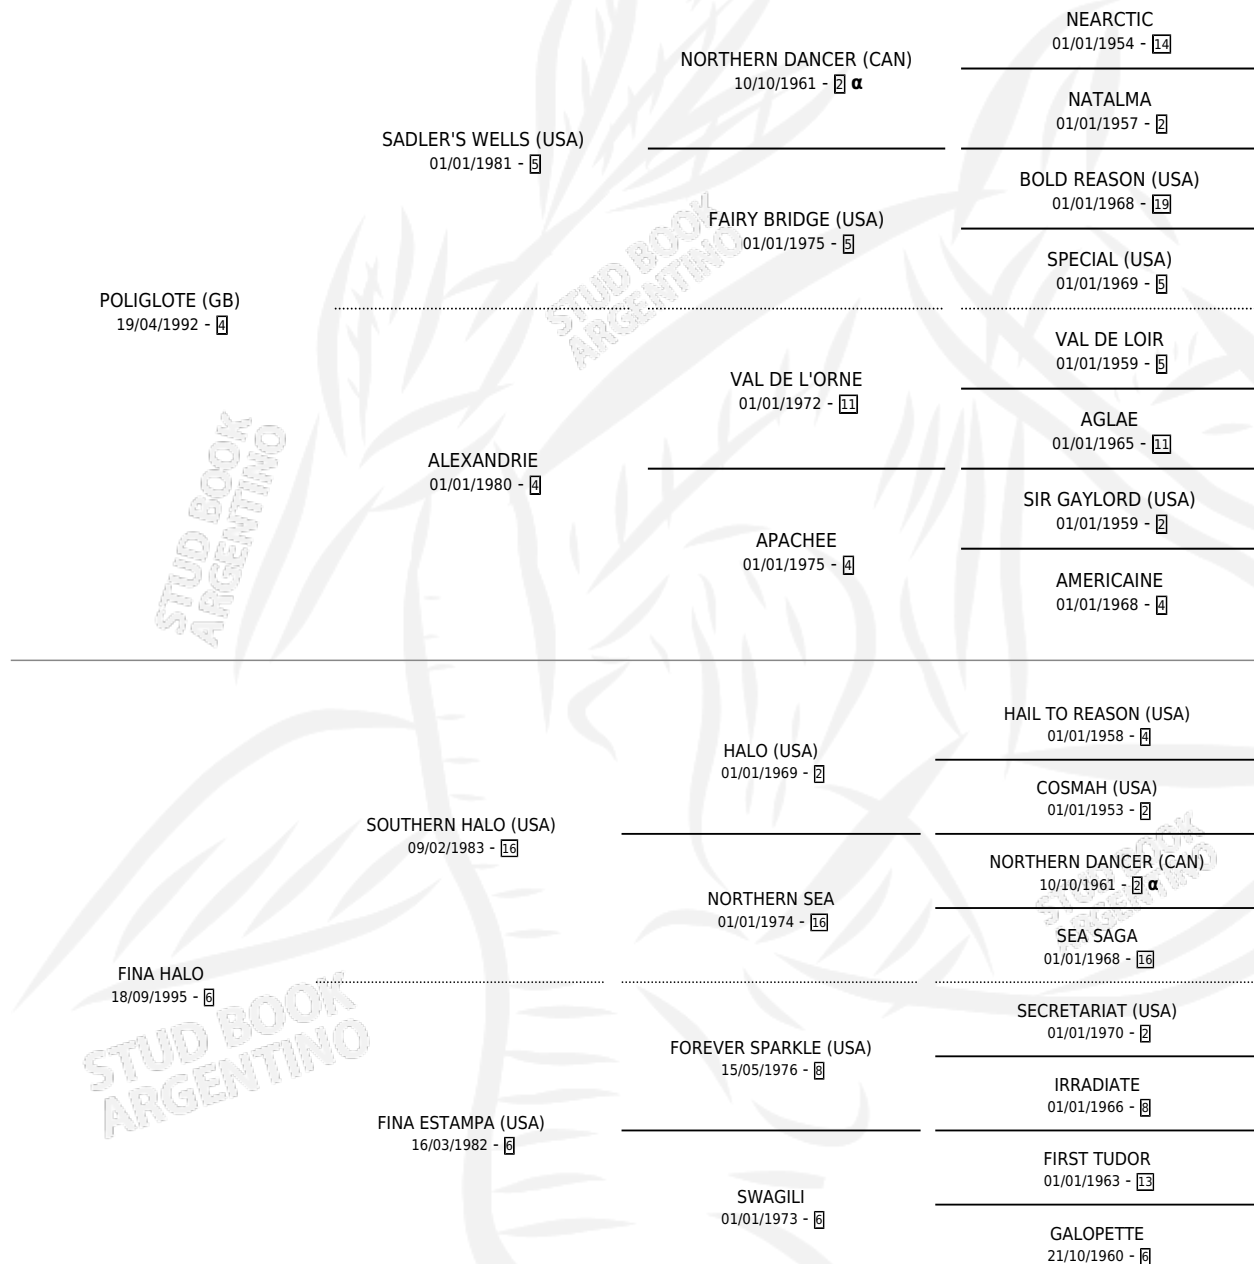 NEARCTIC
01/01/1954 - 14
NORTHERN DANCER (CAN)
10/10/1961 - 2 α
NATALMA
01/01/1957 - 2
SADLER'S WELLS (USA)
01/01/1981 - 5
BOLD REASON (USA)
01/01/1968 - 19
FAIRY BRIDGE (USA)
01/01/1975 - 5
SPECIAL (USA)
01/01/1969 - 5
POLIGLOTE (GB)
19/04/1992 - 4
STUD BOOK
ARGENTINO
VAL DE LOIR
01/01/1959 - 5
VAL DE L'ORNE
01/01/1972 - 11
AGLAE
01/01/1965 - 11
ALEXANDRIE
01/01/1980 - 4
SIR GAYLORD (USA)
01/01/1959 - 2
APACHEE
01/01/1975 - 4
AMERICAINE
01/01/1968 - 4
STUD BOOK
ARGENTINO
HAIL TO REASON (USA)
01/01/1958 - 4
HALO (USA)
01/01/1969 - 2
COSMAH (USA)
01/01/1953 - 2
SOUTHERN HALO (USA)
09/02/1983 - 16
NORTHERN DANCER (CAN)
10/10/1961 - 2 α
NORTHERN SEA
01/01/1974 - 16
SEA SAGA
01/01/1968 - 16
STUD BOOK
ARGENTINO
FINA HALO
18/09/1995 - 6
SECRETARIAT (USA)
01/01/1970 - 2
FOREVER SPARKLE (USA)
15/05/1976 - 8
IRRADIATE
01/01/1966 - 8
STUD BOOK
ARGENTINO
FINA ESTAMPA (USA)
16/03/1982 - 6
FIRST TUDOR
01/01/1963 - 13
SWAGILI
01/01/1973 - 6
GALOPETTE
21/10/1960 - 6